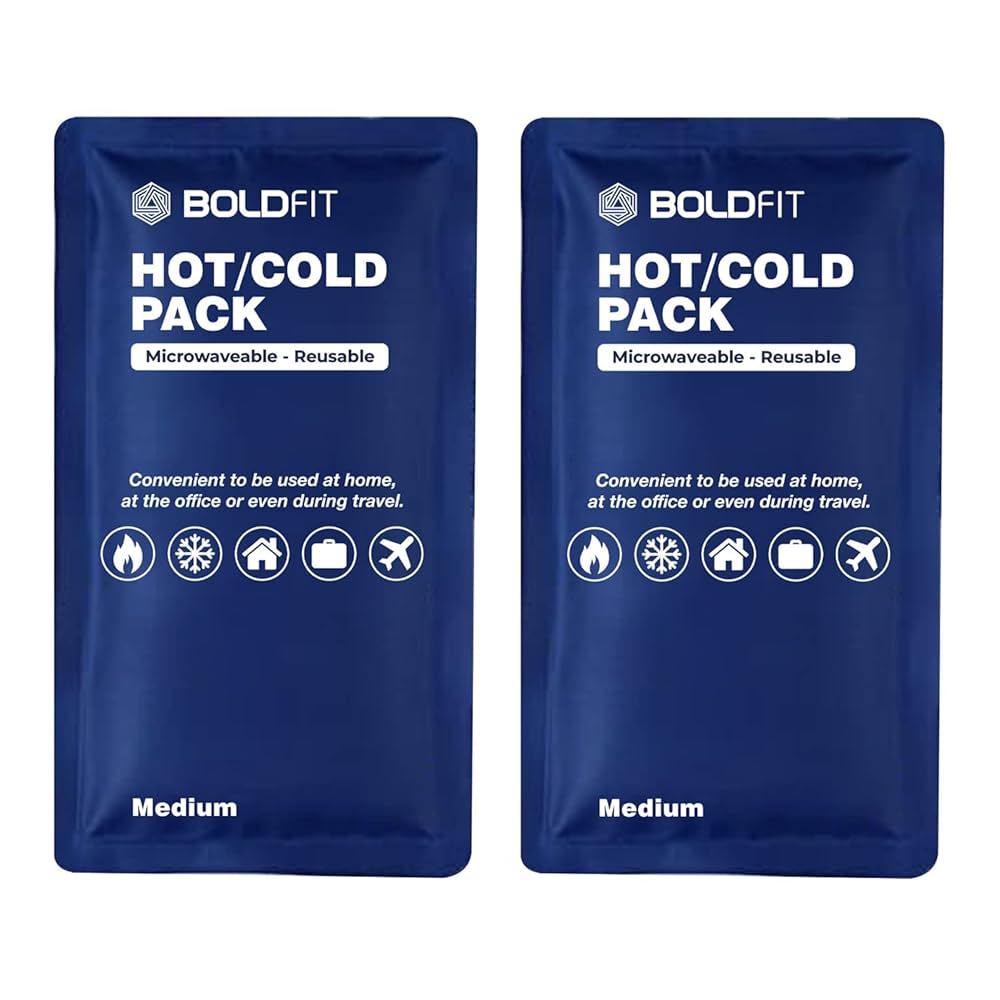 BOLDFIT
HOT/COLD
PACK
Microwaveable - Reusable
Convenient to be used at home,
at the office or even during travel.
Medium
BOLDFIT
HOT/COLD
PACK
Microwaveable - Reusable
Convenient to be used at home,
at the office or even during travel.
Medium